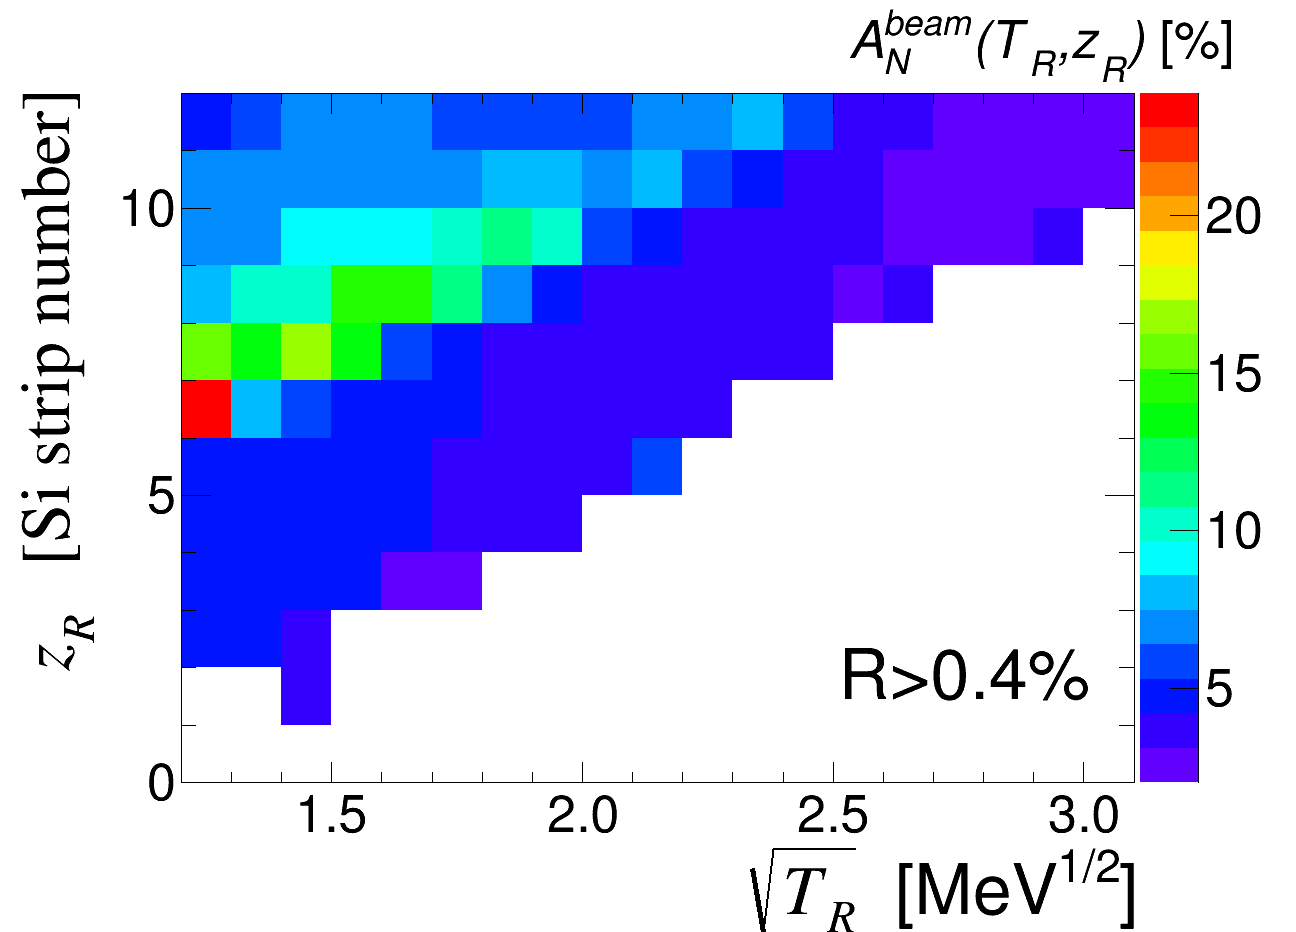 A_N^beam(T_R,z_R) [%]
z_R [Si strip number]
10
5
0
20
15
10
5
R>0.4%
1.5 2.0 2.5 3.0
√T_R [MeV^1/2]